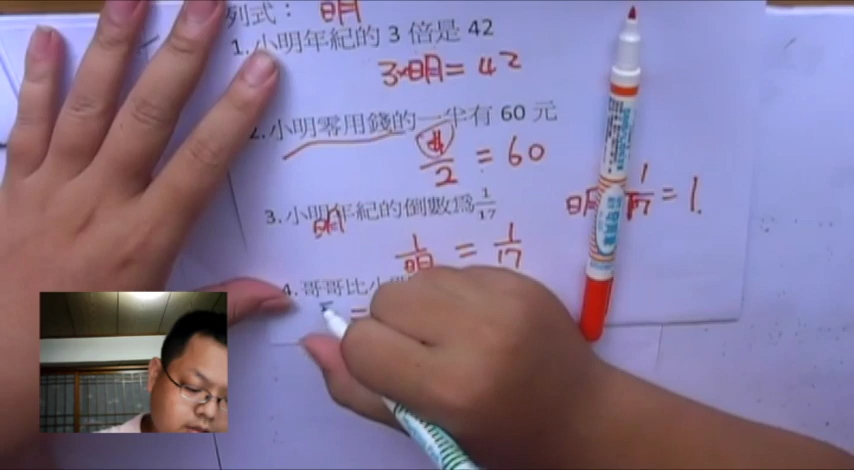 列式： 明
1.小明年紀的 3 倍是 42
3×明 = 42
2.小明零用錢的一半有 60 元
2 = 60
3.小明年紀的倒數為 1/17
1/明 = 1/17
明 1/17 = 1
4.哥哥比小
=